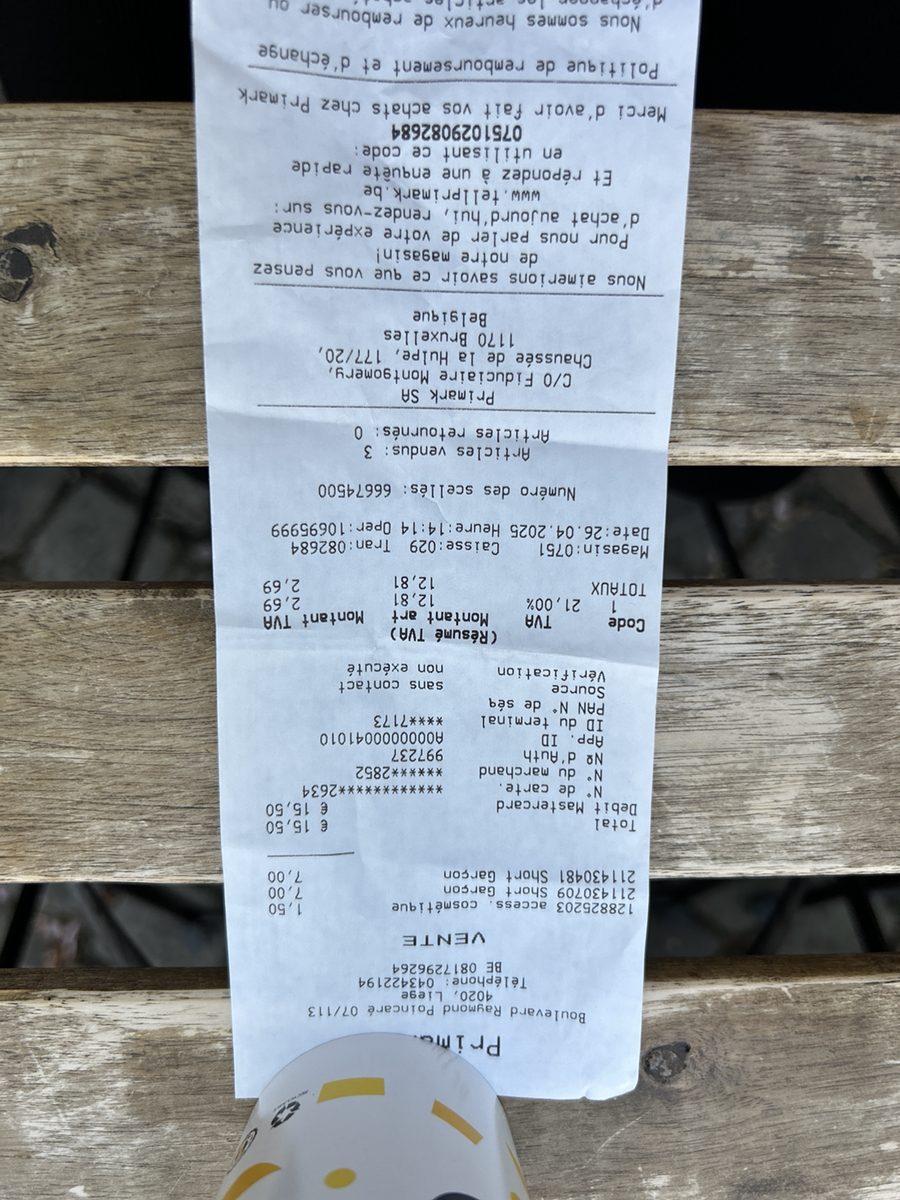 Boulevard Raymond Poincaré 07/113
4020, Liege
Téléphone: 043422194
BE 0817296264
VENTE
128825203 access. cosmétique 1,50
211430709 Short Garçon 7,00
211430481 Short Garçon 7,00
Total € 15,50
Debit Mastercard € 15,50
N° de carte. ************2634
N° du marchand ******2852
Nº d'Auth 997237
App. ID A0000000041010
ID du terminal ****7173
PAN N° de séq
Source sans contact
Vérification non exécuté
(Résumé TVA)
Code TVA Montant art Montant TVA
1 21,00% 12,81 2,69
TOTAUX 12,81 2,69
Magasin:0751 Caisse:029 Tran:082684
Date:26.04.2025 Heure:14:14 Oper:10695999
Numéro des scellés: 66674500
Articles vendus: 3
Articles retournés: 0
Primark SA
C/O Fiduciaire Montgomery,
Chaussée de la Hulpe, 177/20,
1170 Bruxelles
Belgique
Nous aimerions savoir ce que vous pensez
de notre magasin!
Pour nous parler de votre expérience
d'achat aujourd'hui, rendez-vous sur:
www.tellprimark.be
Et répondez à une enquête rapide
en utilisant ce code:
0751029082684
Merci d'avoir fait vos achats chez Primark
Politique de remboursement et d'échange
Nous sommes heureux de rembourser ou